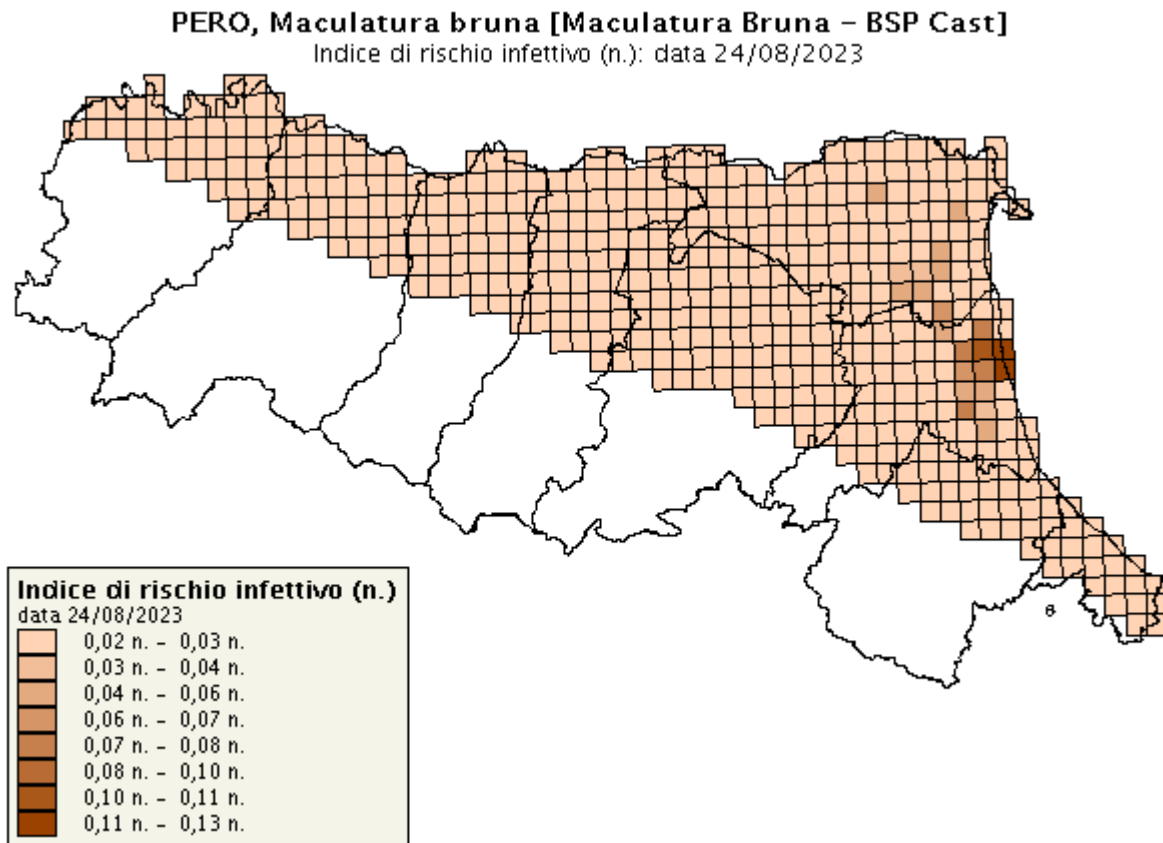 PERO, Maculatura bruna [Maculatura Bruna – BSP Cast]
Indice di rischio infettivo (n.): data 24/08/2023
Indice di rischio infettivo (n.)
data 24/08/2023
0,02 n. – 0,03 n.
0,03 n. – 0,04 n.
0,04 n. – 0,06 n.
0,06 n. – 0,07 n.
0,07 n. – 0,08 n.
0,08 n. – 0,10 n.
0,10 n. – 0,11 n.
0,11 n. – 0,13 n.